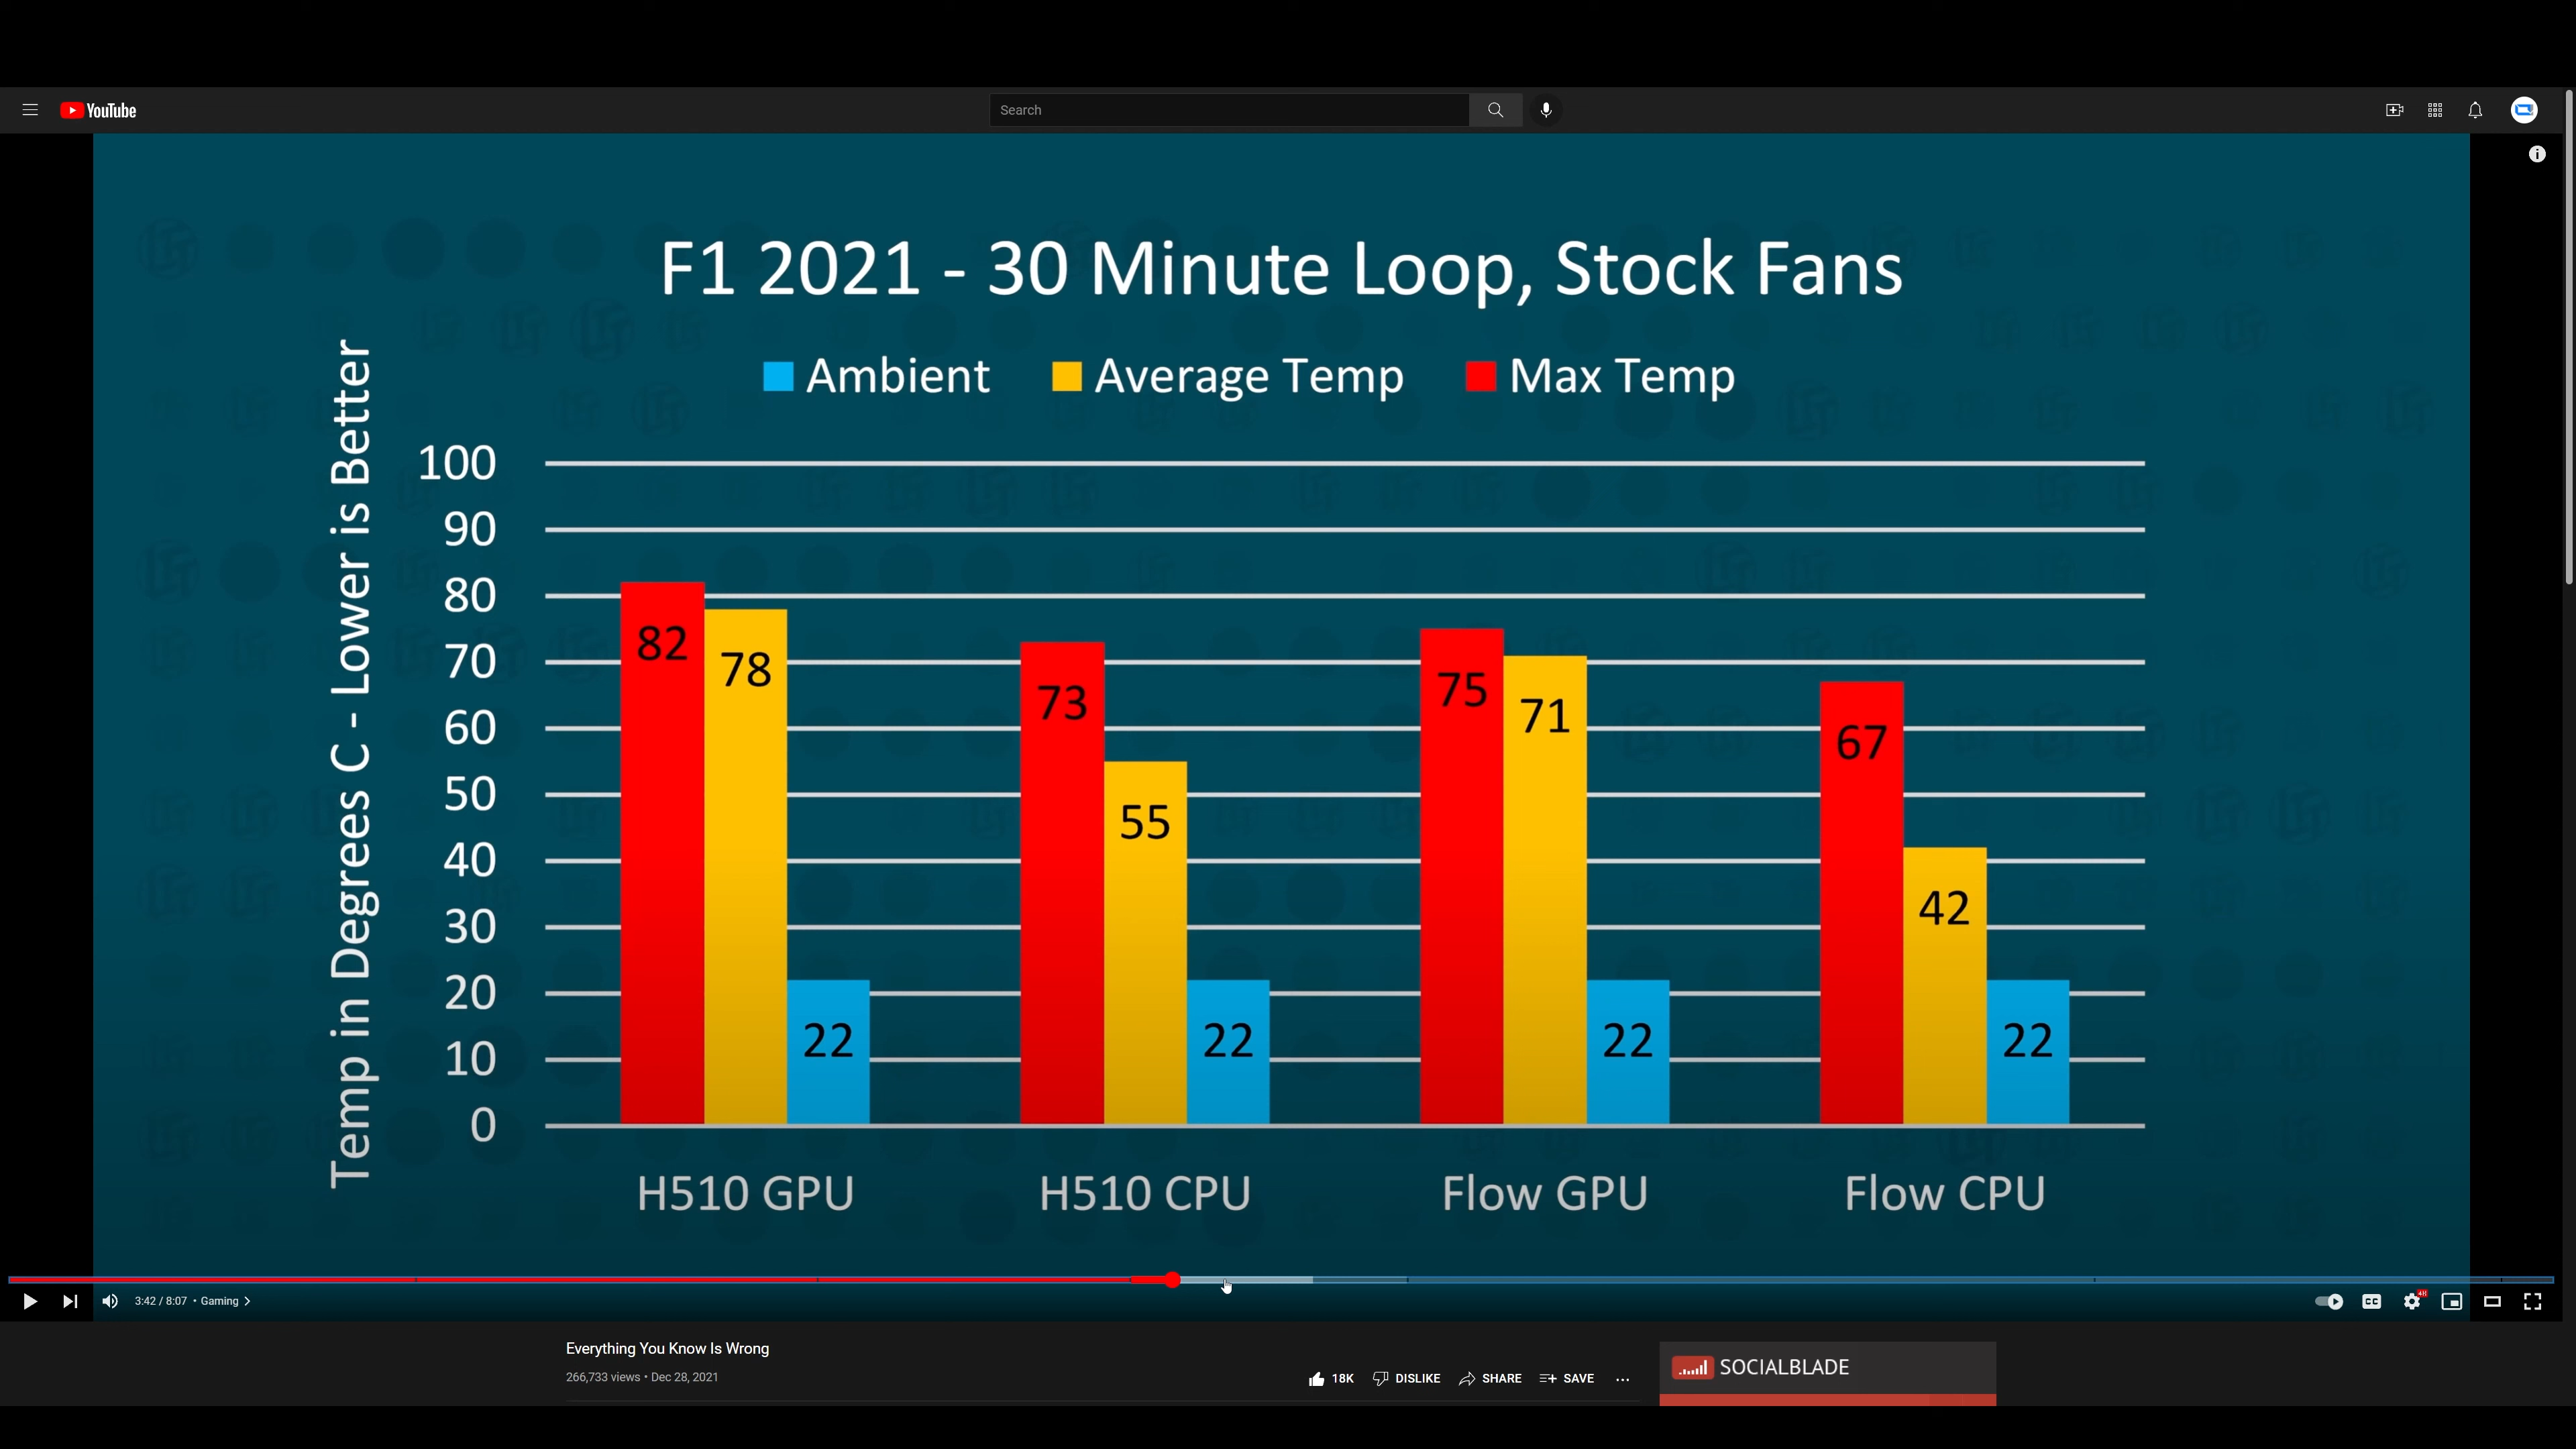 YouTube
Search
F1 2021 - 30 Minute Loop, Stock Fans
Ambient Average Temp Max Temp
Temp in Degrees C - Lower is Better
100
90
80
70
60
50
40
30
20
10
0
82 78 22
73 55 22
75 71 22
67 42 22
H510 GPU H510 CPU Flow GPU Flow CPU
3:42 / 8:07 • Gaming
CC
4K
Everything You Know Is Wrong
266,733 views • Dec 28, 2021
18K DISLIKE SHARE SAVE
SOCIALBLADE